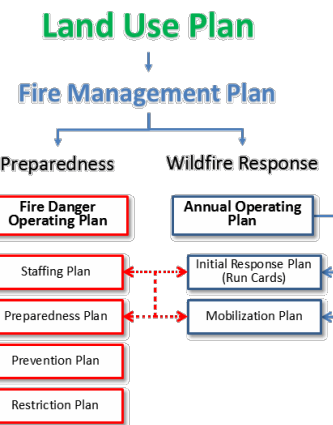 Land Use Plan
Fire Management Plan
Preparedness
Wildfire Response
Fire Danger
Operating Plan
Annual Operating
Plan
Staffing Plan
Initial Response Plan
(Run Cards)
Preparedness Plan
Mobilization Plan
Prevention Plan
Restriction Plan